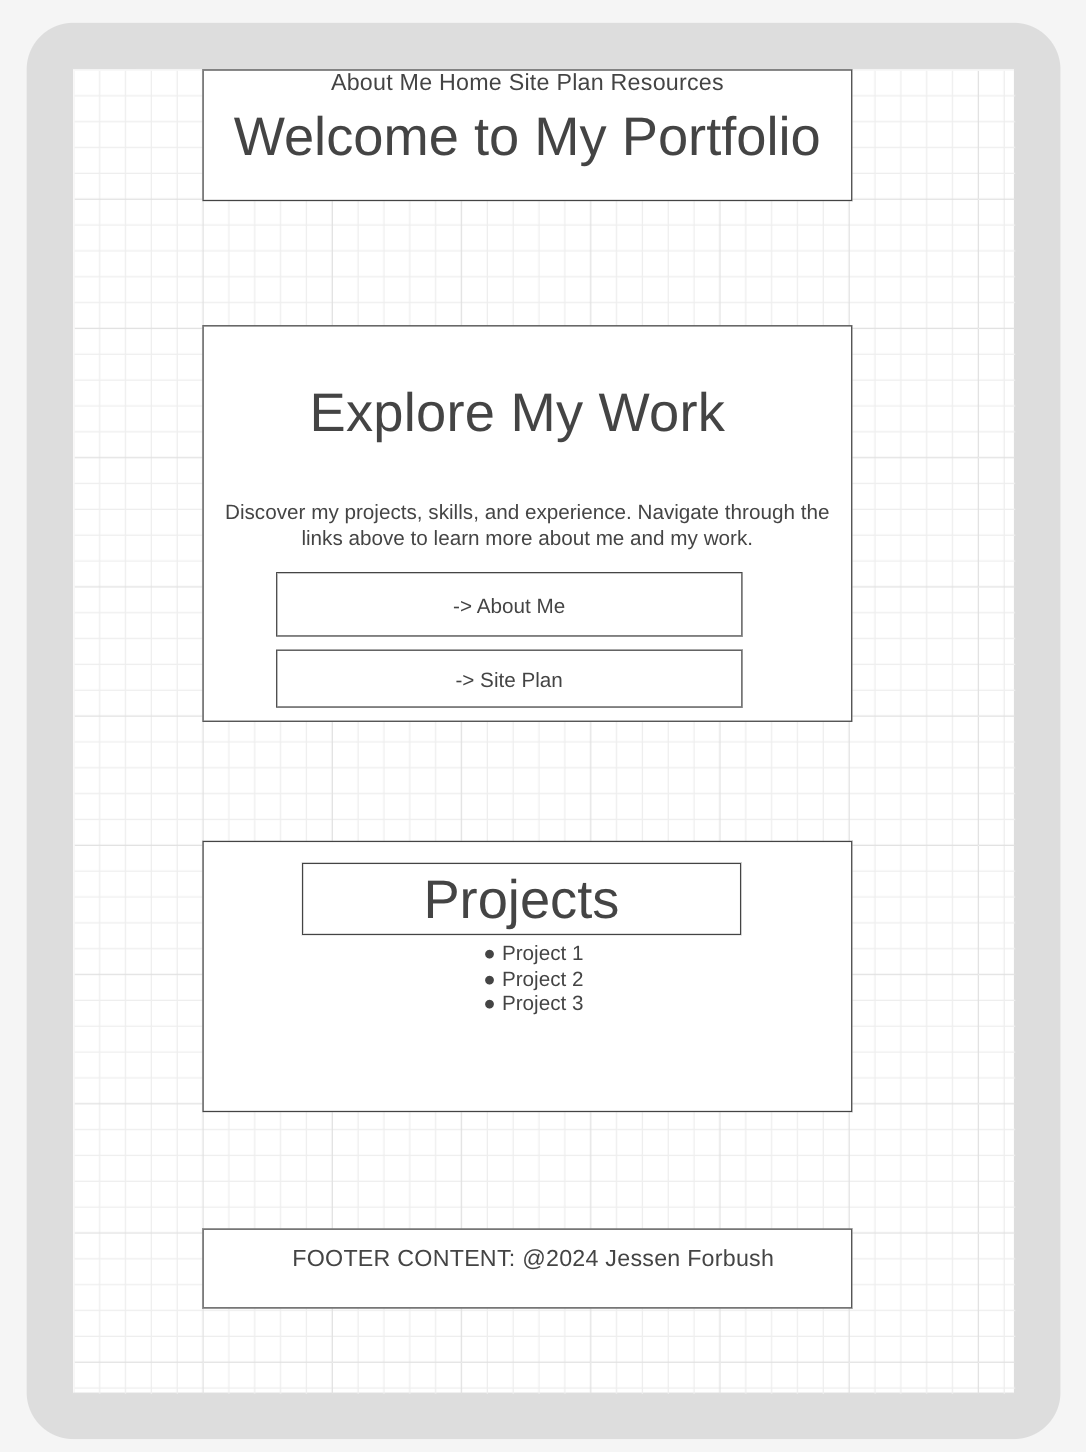 About Me Home Site Plan Resources
Welcome to My Portfolio
Explore My Work
Discover my projects, skills, and experience. Navigate through the
links above to learn more about me and my work.
-> About Me
-> Site Plan
Projects
● Project 1
● Project 2
● Project 3
FOOTER CONTENT: @2024 Jessen Forbush